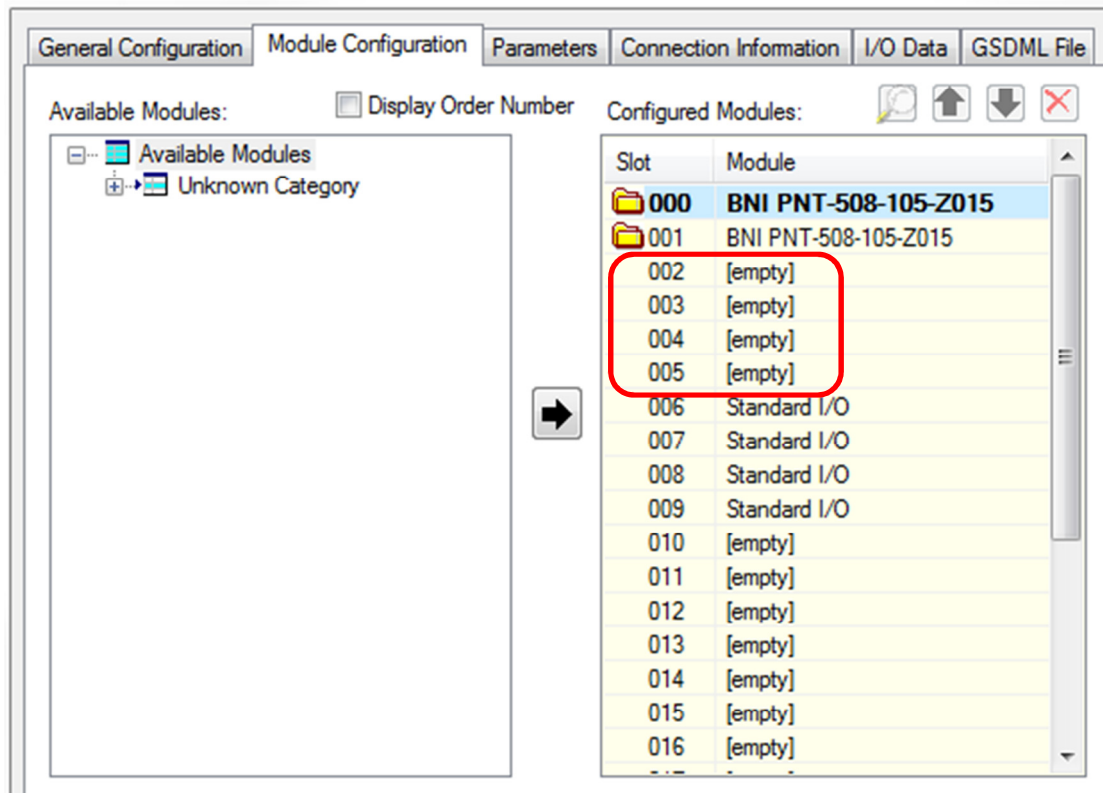 General Configuration Module Configuration Parameters Connection Information I/O Data GSDML File
Available Modules: Display Order Number Configured Modules:
Available Modules
Unknown Category
Slot Module
000 BNI PNT-508-105-Z015
001 BNI PNT-508-105-Z015
002 [empty]
003 [empty]
004 [empty]
005 [empty]
006 Standard I/O
007 Standard I/O
008 Standard I/O
009 Standard I/O
010 [empty]
011 [empty]
012 [empty]
013 [empty]
014 [empty]
015 [empty]
016 [empty]